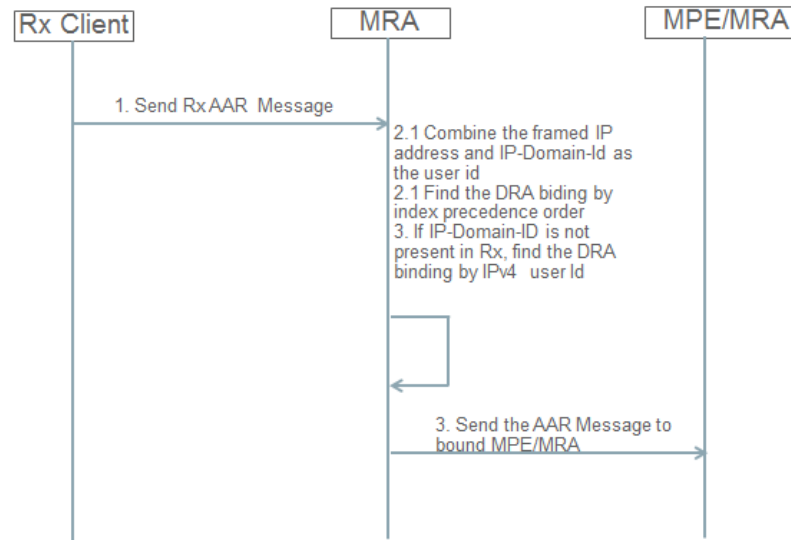 Rx Client
MRA
MPE/MRA
1. Send Rx AAR Message
2.1 Combine the framed IP
address and IP-Domain-Id as
the user id
2.1 Find the DRA biding by
index precedence order
3. If IP-Domain-ID is not
present in Rx, find the DRA
binding by IPv4 user Id
3. Send the AAR Message to
bound MPE/MRA